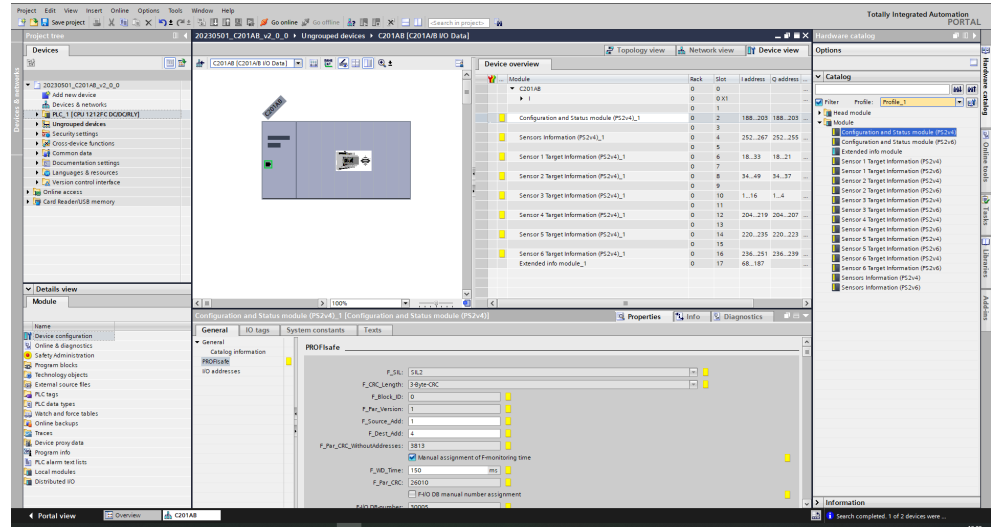 Project Edit View Insert Online Options Tools Window Help
Totally Integrated Automation
PORTAL
Save project Go online Go offline <Search in project>
Project tree
20230501_C201AB_v2_0_0 ▸ Ungrouped devices ▸ C201AB [C201A/B I/O Data]
Hardware catalog
Devices
Topology view Network view Device view
Options
C201AB [C201A/B I/O Data]
Device overview
Module Rack Slot I address Q address
Catalog
20230501_C201AB_v2_0_0
Add new device
Devices & networks
PLC_1 [CPU 1212FC DC/DC/RLY]
Ungrouped devices
Security settings
Cross-device functions
Common data
Documentation settings
Languages & resources
Version control interface
Online access
Card Reader/USB memory
C201AB
100%
C201AB 0 0
I 0 0 X1
0 1
Configuration and Status module (PS2v4)_1 0 2 188...203 188...203
0 3
Sensors Information (PS2v4)_1 0 4 252...267 252...255
0 5
Sensor 1 Target Information (PS2v4)_1 0 6 18...33 18...21
0 7
Sensor 2 Target Information (PS2v4)_1 0 8 34...49 34...37
0 9
Sensor 3 Target Information (PS2v4)_1 0 10 1...16 1...4
0 11
Sensor 4 Target Information (PS2v4)_1 0 12 204...219 204...207
0 13
Sensor 5 Target Information (PS2v4)_1 0 14 220...235 220...223
0 15
Sensor 6 Target Information (PS2v4)_1 0 16 236...251 236...239
Extended info module_1 0 17 68...187
Filter Profile: Profile_1
Head module
Module
Configuration and Status module (PS2v4)
Configuration and Status module (PS2v6)
Extended info module
Sensor 1 Target Information (PS2v4)
Sensor 1 Target Information (PS2v6)
Sensor 2 Target Information (PS2v4)
Sensor 2 Target Information (PS2v6)
Sensor 3 Target Information (PS2v4)
Sensor 3 Target Information (PS2v6)
Sensor 4 Target Information (PS2v4)
Sensor 4 Target Information (PS2v6)
Sensor 5 Target Information (PS2v4)
Sensor 5 Target Information (PS2v6)
Sensor 6 Target Information (PS2v4)
Sensor 6 Target Information (PS2v6)
Sensors Information (PS2v4)
Sensors Information (PS2v6)
Hardware catalog
Online tools
Tasks
Libraries
Add-ins
Devices & networks
Details view
Module
Name
Device configuration
Online & diagnostics
Safety Administration
Program blocks
Technology objects
External source files
PLC tags
PLC data types
Watch and force tables
Online backups
Traces
Device proxy data
Program info
PLC alarm text lists
Local modules
Distributed I/O
Configuration and Status module (PS2v4)_1 [Configuration and Status module (PS2v4)]
Properties Info Diagnostics
General IO tags System constants Texts
General
Catalog information
PROFIsafe
I/O addresses
PROFIsafe
F_SIL: SIL2
F_CRC_Length: 3-Byte-CRC
F_Block_ID: 0
F_Par_Version: 1
F_Source_Add: 1
F_Dest_Add: 4
F_Par_CRC_WithoutAddresses: 3813
Manual assignment of F-monitoring time
F_WD_Time: 150 ms
F_Par_CRC: 26010
F-I/O DB manual number assignment
F-I/O DB-number: 30005
Information
Portal view Overview C201AB
Search completed. 1 of 2 devices were ...